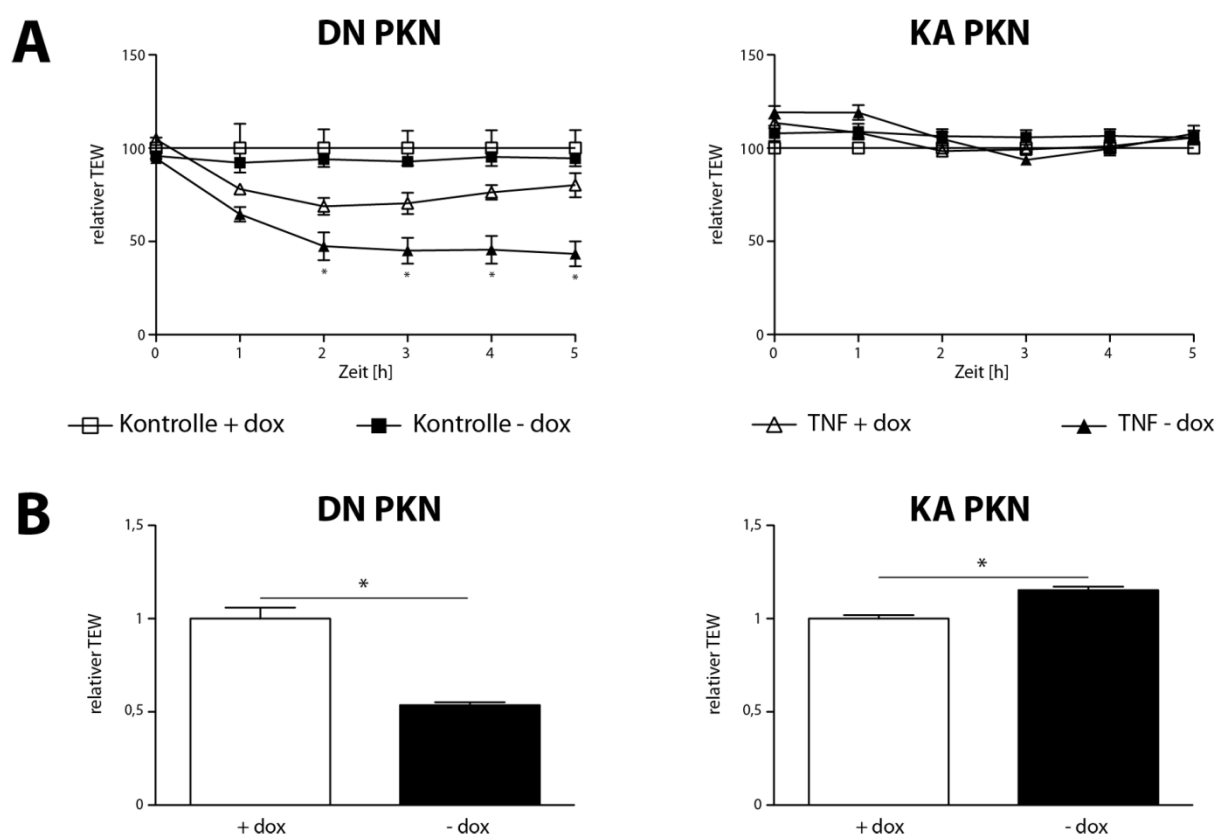 A
DN PKN
KA PKN
150
100
50
0
relativer TEW
0 1 2 3 4 5
Zeit [h]
* * * *
150
100
50
0
relativer TEW
0 1 2 3 4 5
Zeit [h]
Kontrolle + dox Kontrolle - dox TNF + dox TNF - dox
B
DN PKN
KA PKN
1,5
1
0,5
0
relativer TEW
*
+ dox - dox
1,5
1
0,5
0
relativer TEW
*
+ dox - dox